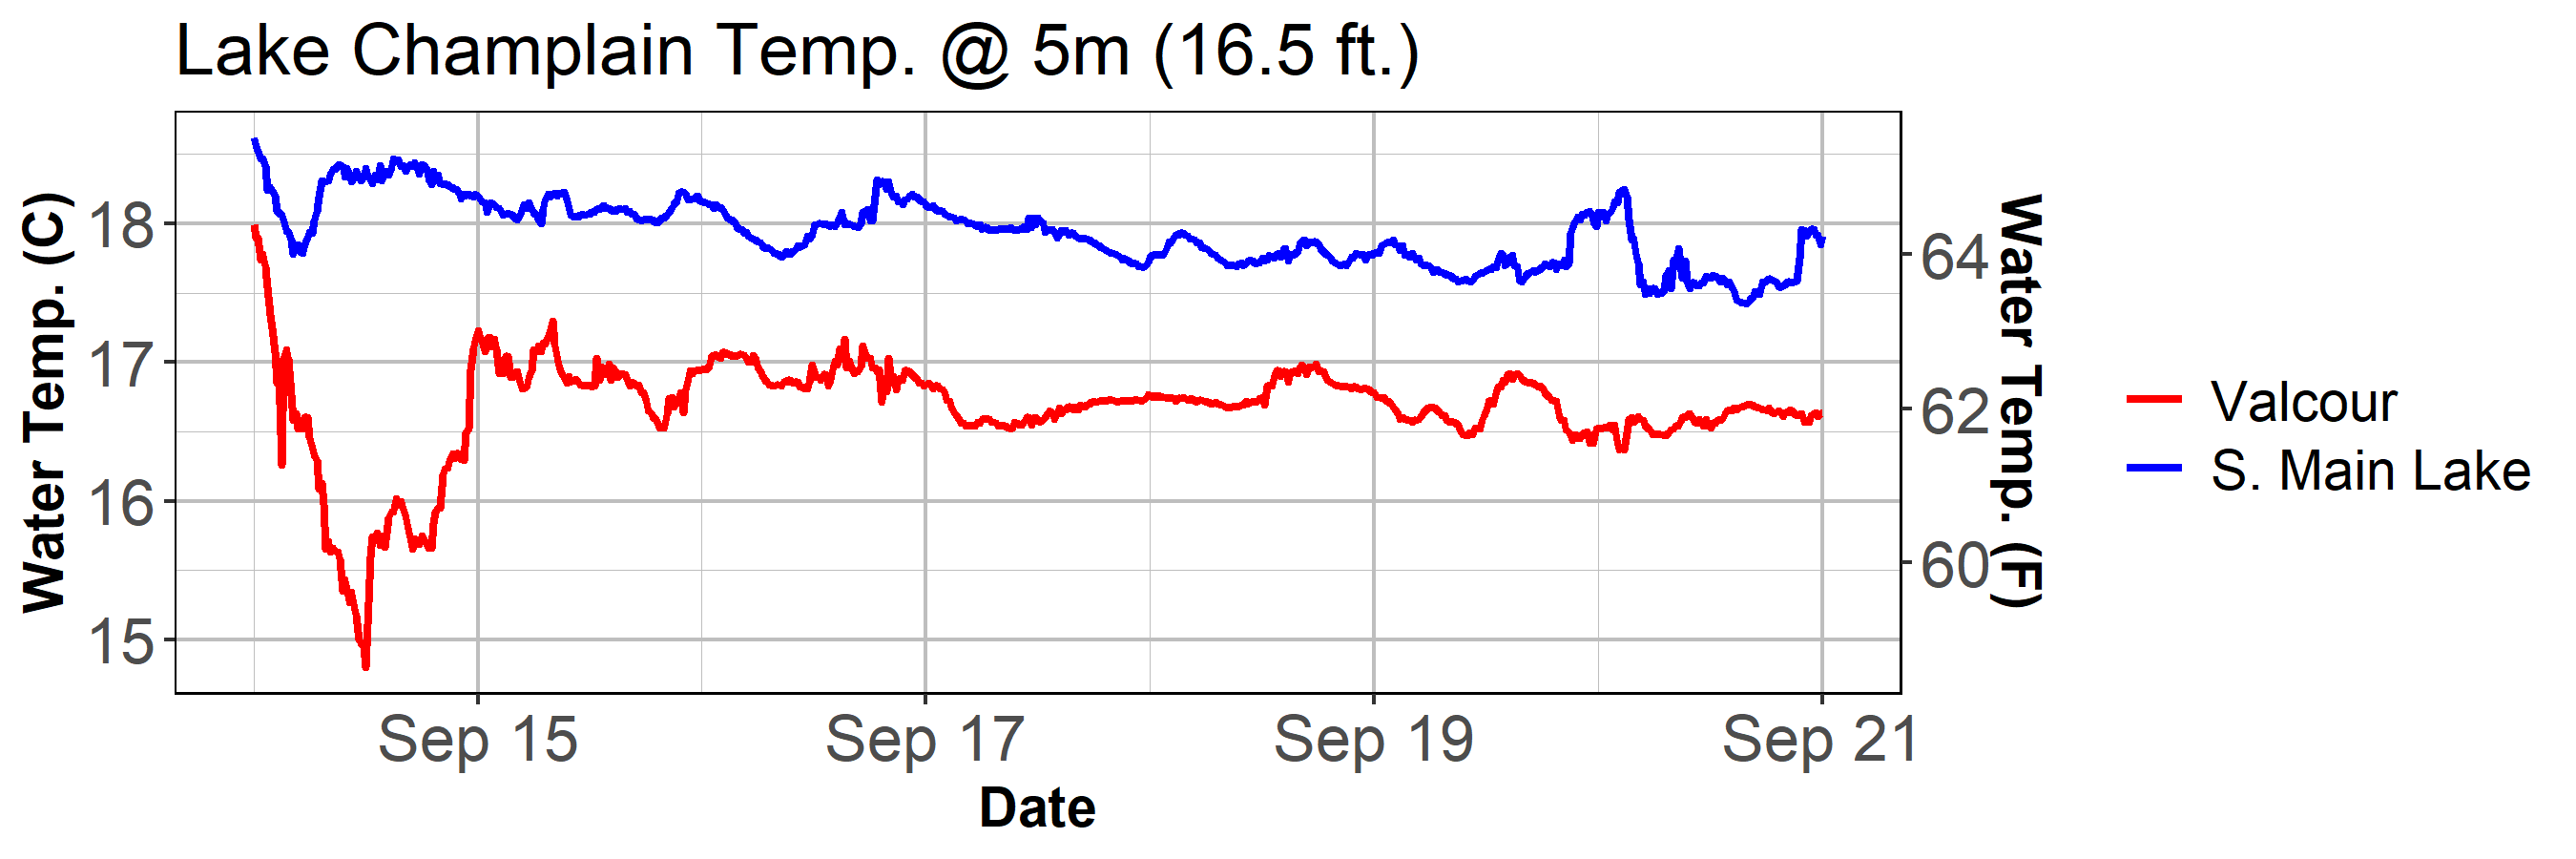 Lake Champlain Temp. @ 5m (16.5 ft.)
Water Temp. (C)
18
17
16
15
64
62
60
Water Temp. (F)
Sep 15
Sep 17
Sep 19
Sep 21
Date
Valcour
S. Main Lake